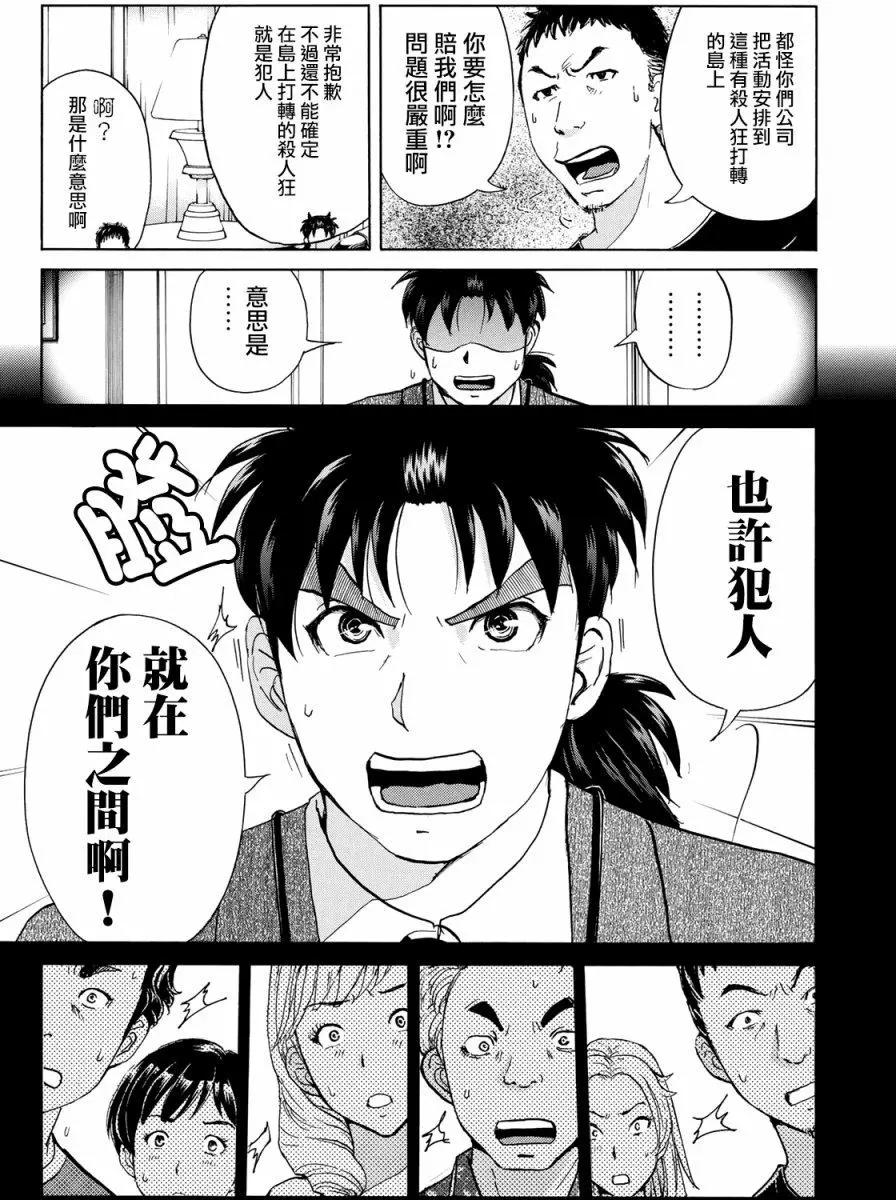 都怪你們公司
把活動安排到
這種有殺人狂打轉
的島上
你要怎麼
賠我們啊!?
問題很嚴重啊
非常抱歉
不過還不能確定
在島上打轉的殺人狂
就是犯人
啊？
那是什麼意思啊
………
………
意思是
……
也許犯人
瞪
就在
你們之間啊！